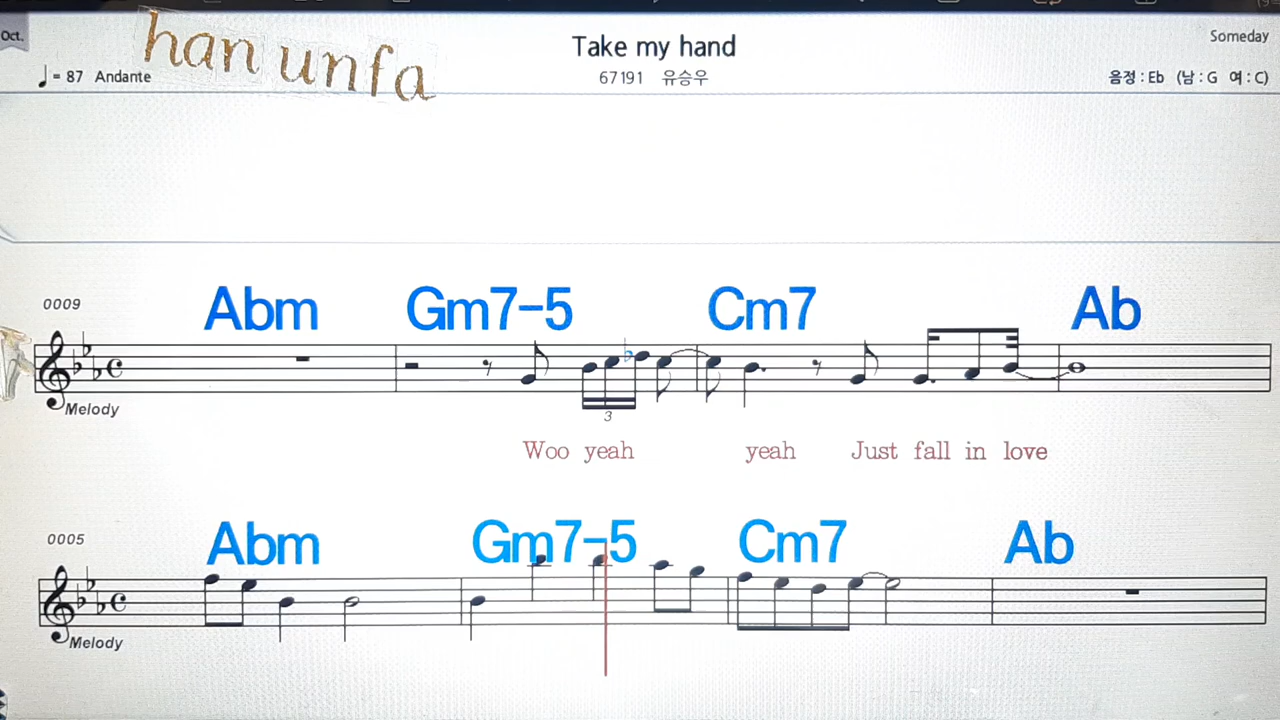 Oct.
han unfa
Take my hand
Someday
= 87 Andante
67191 유승우
음정 : Eb (남 : G 여 : C)
0009
Abm Gm7-5 Cm7 Ab
3
Melody
Woo yeah yeah Just fall in love
0005
Abm Gm7-5 Cm7 Ab
Melody